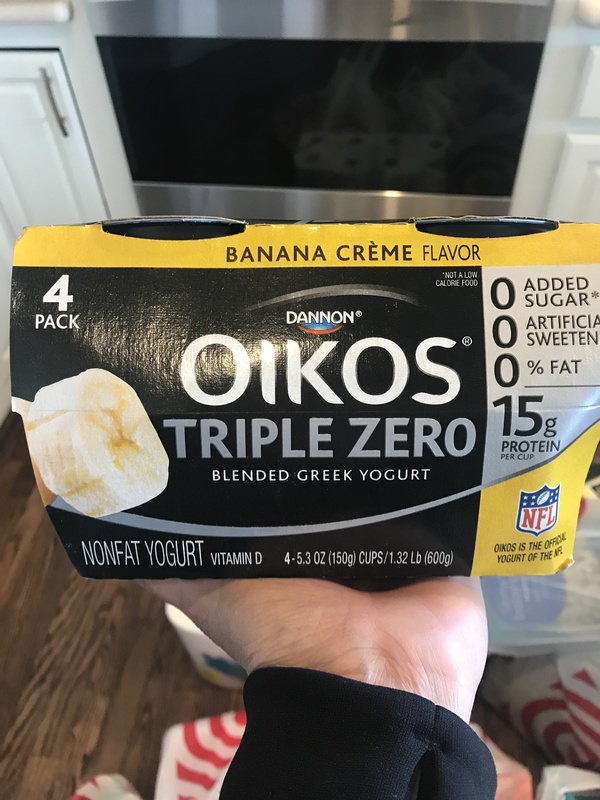 BANANA CRÈME FLAVOR
4
PACK
*NOT A LOW
CALORIE FOOD
DANNON®
OIKOS®
TRIPLE ZERO
BLENDED GREEK YOGURT
NONFAT YOGURT VITAMIN D 4-5.3 OZ (150g) CUPS/1.32 Lb (600g)
0 ADDED
SUGAR*
0 ARTIFICIA
SWEETEN
0 % FAT
15g
PROTEIN
PER CUP
NFL
OIKOS IS THE OFFICIAL
YOGURT OF THE NFL